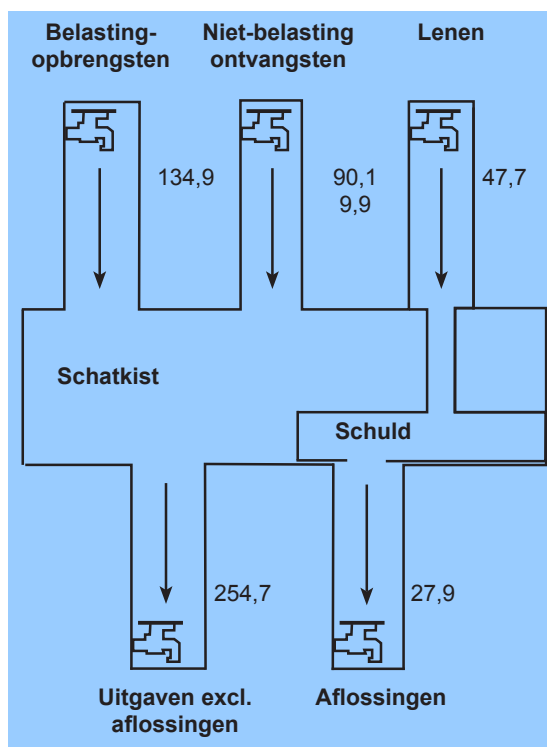 Belasting-
opbrengsten
Niet-belasting
ontvangsten
Lenen
134,9
90,1
9,9
47,7
Schatkist
Schuld
254,7
27,9
Uitgaven excl.
aflossingen
Aflossingen